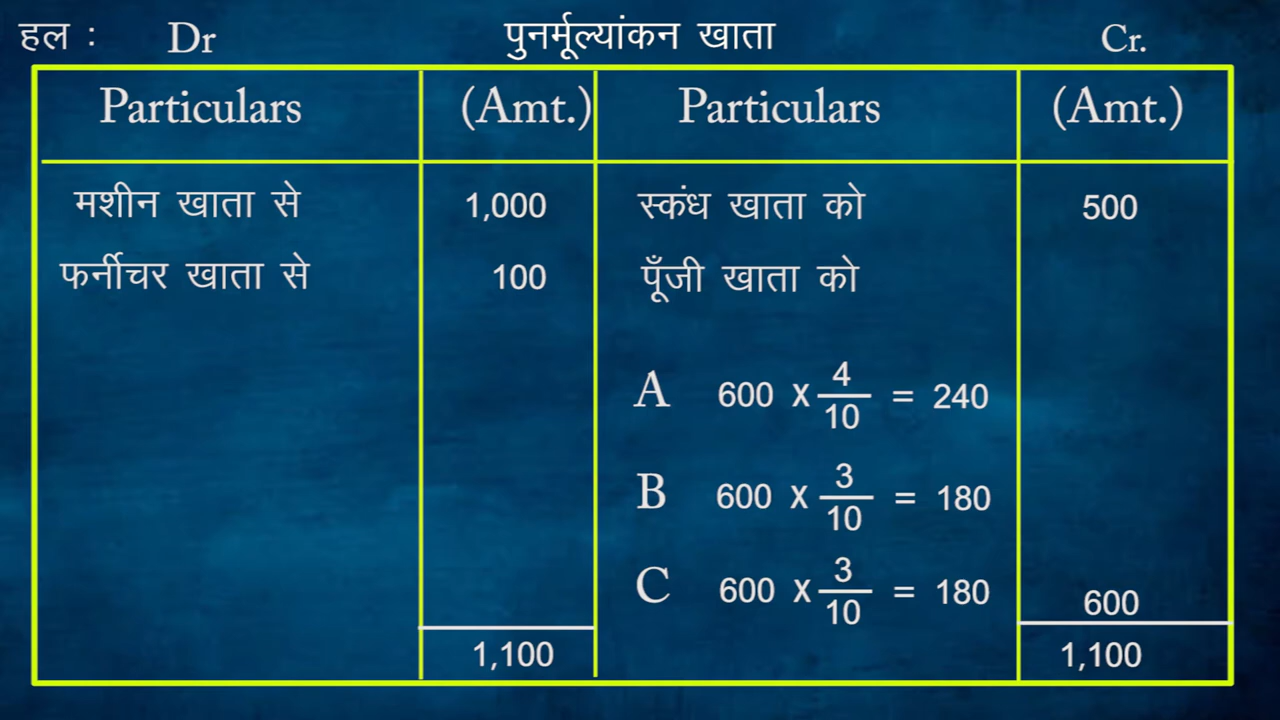 हल : Dr पुनर्मूल्यांकन खाता Cr.
Particulars (Amt.) Particulars (Amt.)
मशीन खाता से 1,000 स्कंध खाता को 500
फर्नीचर खाता से 100 पूँजी खाता को
A 600 X 4/10 = 240
B 600 X 3/10 = 180
C 600 X 3/10 = 180 600
1,100 1,100